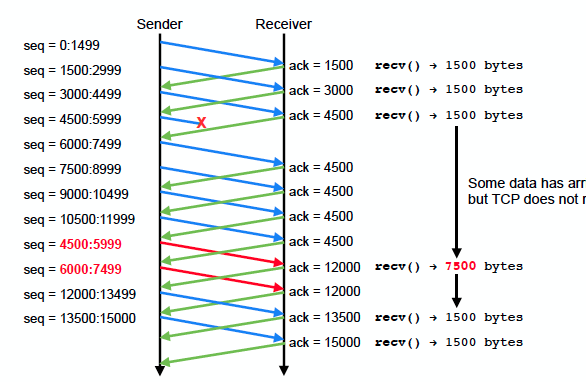 Sender Receiver
seq = 0:1499
ack = 1500 recv() → 1500 bytes
seq = 1500:2999
ack = 3000 recv() → 1500 bytes
seq = 3000:4499
ack = 4500 recv() → 1500 bytes
seq = 4500:5999 X
seq = 6000:7499
seq = 7500:8999 ack = 4500
seq = 9000:10499 ack = 4500
Some data has arr
but TCP does not r
seq = 10500:11999 ack = 4500
seq = 4500:5999 ack = 4500
seq = 6000:7499 ack = 12000 recv() → 7500 bytes
seq = 12000:13499 ack = 12000
seq = 13500:15000 ack = 13500 recv() → 1500 bytes
ack = 15000 recv() → 1500 bytes